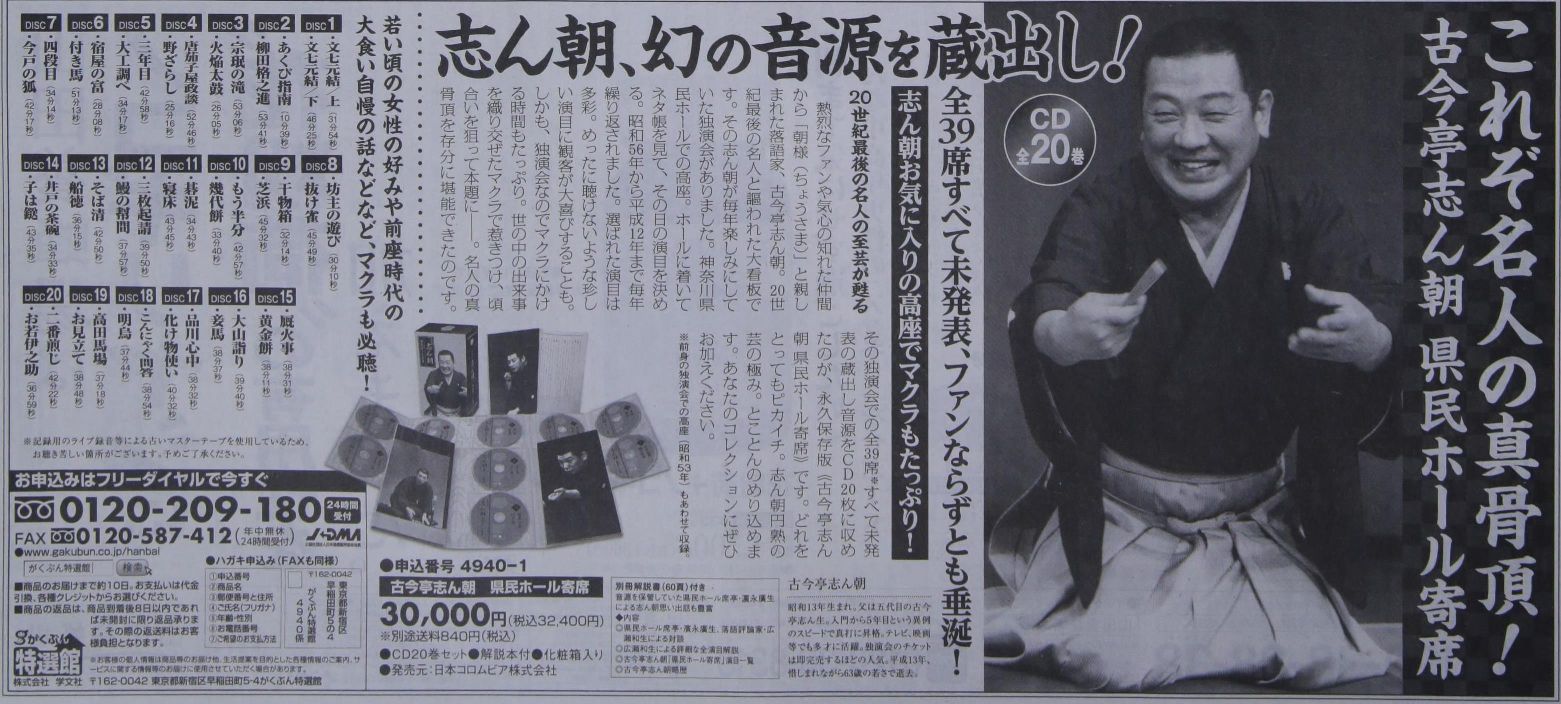 これぞ名人の真骨頂!
古今亭志ん朝 県民ホール寄席
CD
全20巻
志ん朝、幻の音源を蔵出し!
全39席すべて未発表、ファンならずとも垂涎!
志ん朝お気に入りの高座でマクラもたっぷり!
20世紀最後の名人の至芸が甦る
熱烈なファンや気心の知れた仲間
から「朝様(ちょうさま)」と親し
まれた落語家、古今亭志ん朝。20世
紀最後の名人と謳われた大看板で
す。その志ん朝が毎年楽しみにして
いた独演会がありました。神奈川県
民ホールでの高座。ホールに着いて
ネタ帳を見て、その日の演目を決め
る。昭和56年から平成12年まで毎年
繰り返されました。選ばれた演目は
多彩。めったに聴けないような珍し
い演目に観客が大喜びすることも。
しかも、独演会なのでマクラにかけ
る時間もたっぷり。世の中の出来事
を織り交ぜたマクラで惹きつけ、頃
合いを狙って本題に―。名人の真
骨頂を存分に堪能できたのです。
その独演会での全39席※すべて未発
表の蔵出し音源をCD20枚に収め
たのが、永久保存版《古今亭志ん
朝 県民ホール寄席》です。どれを
とってもピカイチ。志ん朝円熟の
芸の極み。とことんのめり込めま
す。あなたのコレクションにぜひ
お加えください。
※前身の独演会での高座(昭和53年)もあわせて収録。
若い頃の女性の好みや前座時代の
大食い自慢の話などなど、マクラも必聴!
DISC1
・文七元結/上(31分54秒)
・文七元結/下(46分25秒)
DISC2
・あくび指南(10分39秒)
・柳田格之進(53分41秒)
DISC3
・宗珉の滝(53分06秒)
・火焔太鼓(26分05秒)
DISC4
・唐茄子屋政談(52分46秒)
・野ざらし(25分16秒)
DISC5
・三年目(42分58秒)
・大工調べ(34分17秒)
DISC6
・宿屋の富(28分08秒)
・付き馬(51分13秒)
DISC7
・四段目(34分14秒)
・今戸の狐(42分17秒)
DISC8
・坊主の遊び(30分10秒)
・抜け雀(45分49秒)
DISC9
・干物箱(32分14秒)
・芝浜(45分32秒)
DISC10
・もう半分(42分57秒)
・幾代餅(33分40秒)
DISC11
・碁泥(34分43秒)
・寝床(43分45秒)
DISC12
・三枚起請(39分50秒)
・鰻の幇間(37分57秒)
DISC13
・そば清(42分50秒)
・船徳(36分15秒)
DISC14
・井戸の茶碗(34分33秒)
・子は鎹(43分35秒)
DISC15
・厩火事(38分31秒)
・黄金餅(38分11秒)
DISC16
・大山詣り(39分40秒)
・妾馬(38分37秒)
DISC17
・品川心中(38分32秒)
・化け物使い(40分32秒)
DISC18
・こんにゃく問答(38分54秒)
・明烏(37分44秒)
DISC19
・高田馬場(37分18秒)
・お見立て(38分48秒)
DISC20
・二番煎じ(42分22秒)
・お若伊之助(36分59秒)
※記録用のライブ録音等による古いマスターテープを使用しているため、
お聴き苦しい箇所がございます。予めご了承ください。
お申込みはフリーダイヤルで今すぐ
0120-209-180 24時間受付
FAX 0120-587-412(年中無休 24時間受付)
JADMA
●www.gakubun.co.jp/hanbai
がくぶん特選館 検索
■商品のお届けまで約10日。お支払いは代金
引換、各種クレジットからお選びください。
■商品の返品は、商品到着後8日以内であれ
ば未開封に限り返品承りま
す。その際の返送料はお客
様負担となります。
●ハガキ申込み(FAXも同様)
①申込番号
②商品名
③郵便番号と住所
④ご氏名(フリガナ)
⑤年齢・性別
⑥お電話番号
⑦ご希望のお支払方法
〒162-0042
東京都新宿区
早稲田町5の4
がくぶん特選館
4940係
がくぶん
特選館
株式会社 学文社
※お客様の個人情報は商品等のお届け他、生活提案を目的とした各種情報のご案内、サー
ビスに関する情報等のお届けに使用させていただく場合がございます。
〒162-0042 東京都新宿区早稲田町5-4がくぶん特選館
●申込番号 4940-1
古今亭志ん朝 県民ホール寄席
30,000円(税込32,400円)
※別途送料840円(税込)
●CD20巻セット●解説本付●化粧箱入り
●発売元:日本コロムビア株式会社
別冊解説書(60頁)付き
音源を保管していた県民ホール席亭・濵永廣生
による志ん朝思い出話も豊富
◆内容
○県民ホール席亭・濵永廣生、落語評論家・広
瀬和生による対談
○広瀬和生による詳細な全演目解説
○古今亭志ん朝「県民ホール寄席」演目一覧
○古今亭志ん朝略歴
古今亭志ん朝
昭和13年生まれ。父は五代目の古今
亭志ん生。入門から5年目という異例
のスピードで真打に昇格。テレビ、映画
等でも多才に活躍。独演会のチケット
は即完売するほどの人気。平成13年、
惜しまれながら63歳の若さで逝去。